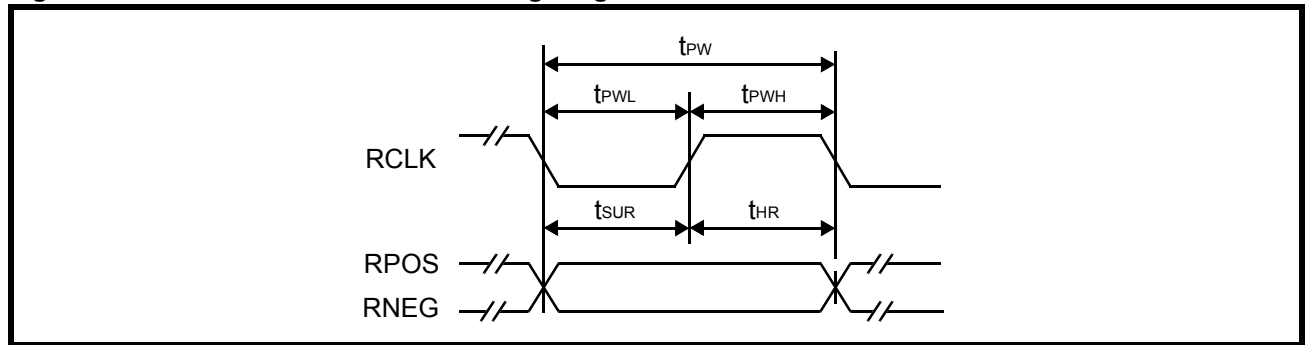 tPW
tPWL tPWH
RCLK
tSUR tHR
RPOS
RNEG